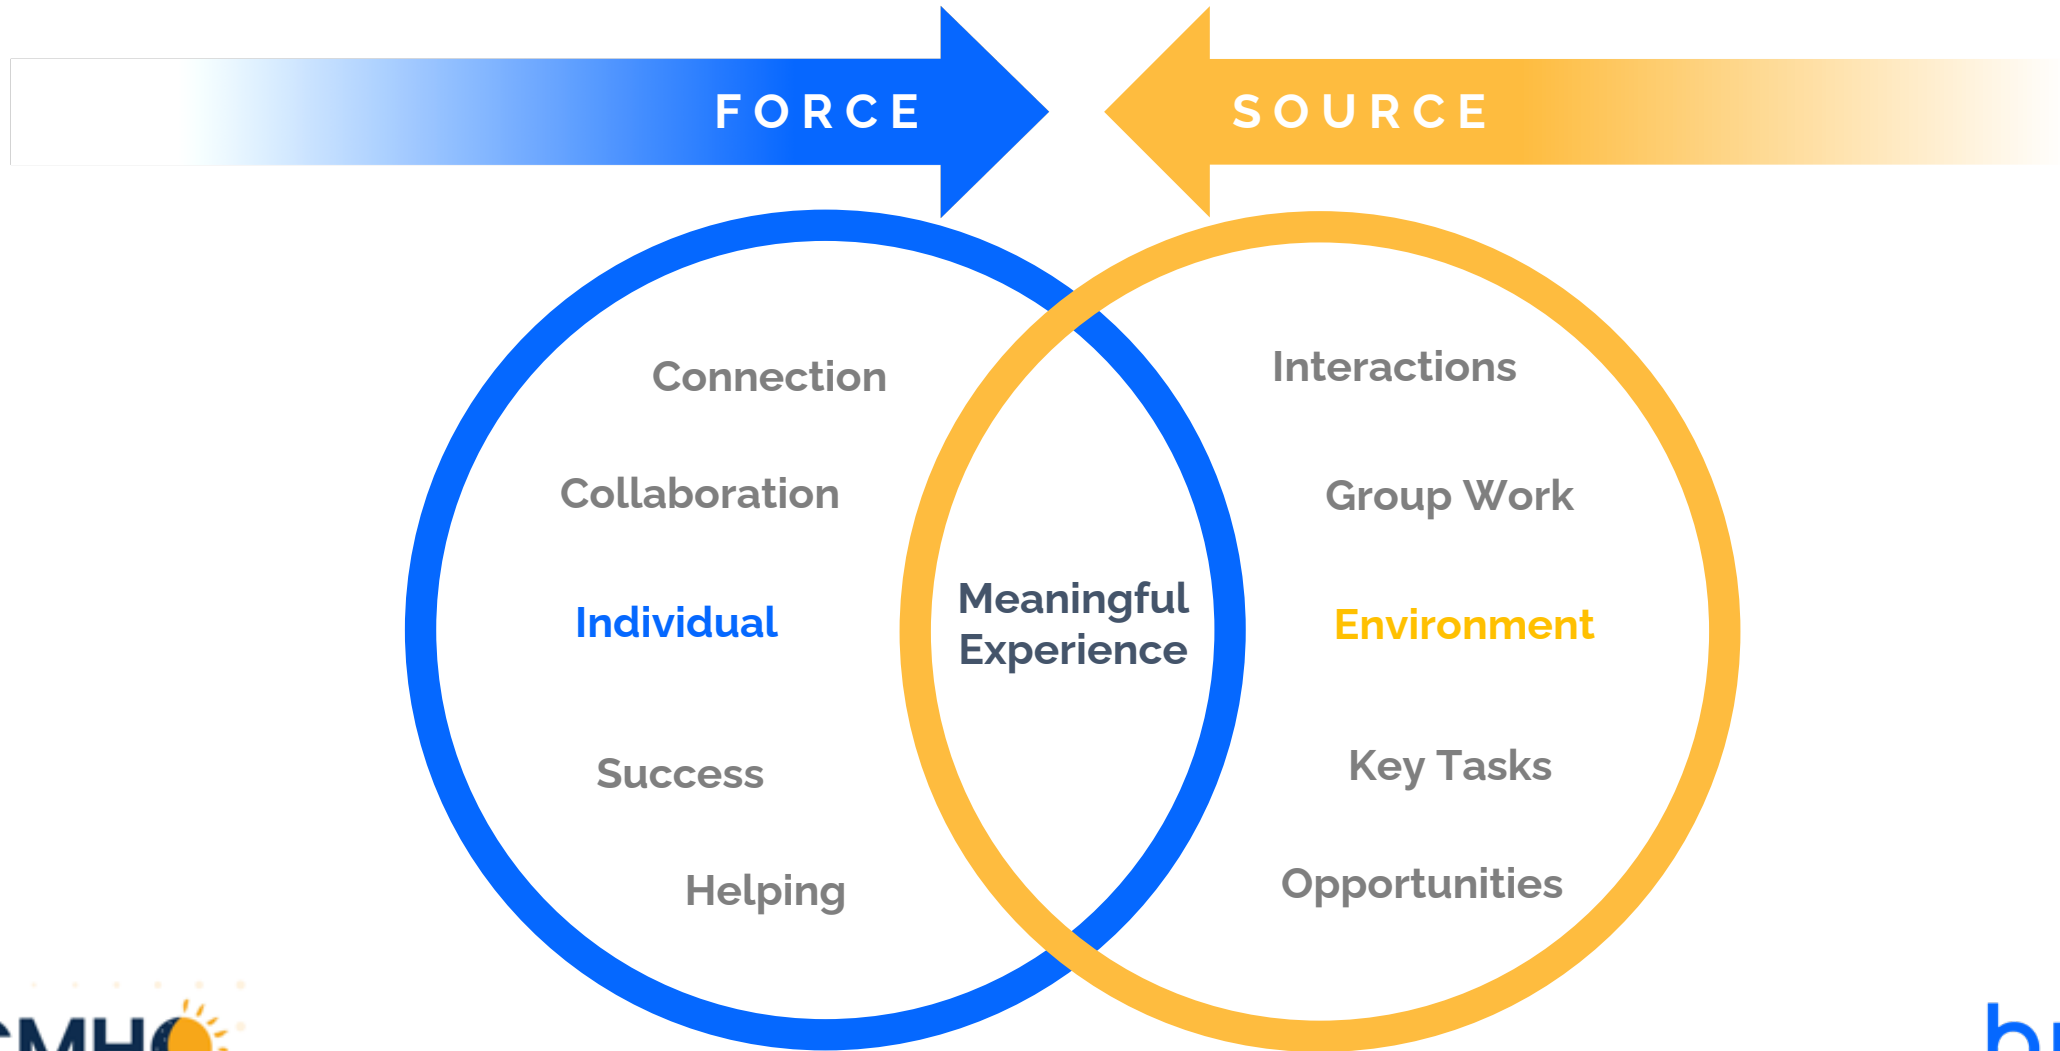 FORCE
SOURCE
Connection
Collaboration
Individual
Success
Helping
Meaningful
Experience
Interactions
Group Work
Environment
Key Tasks
Opportunities